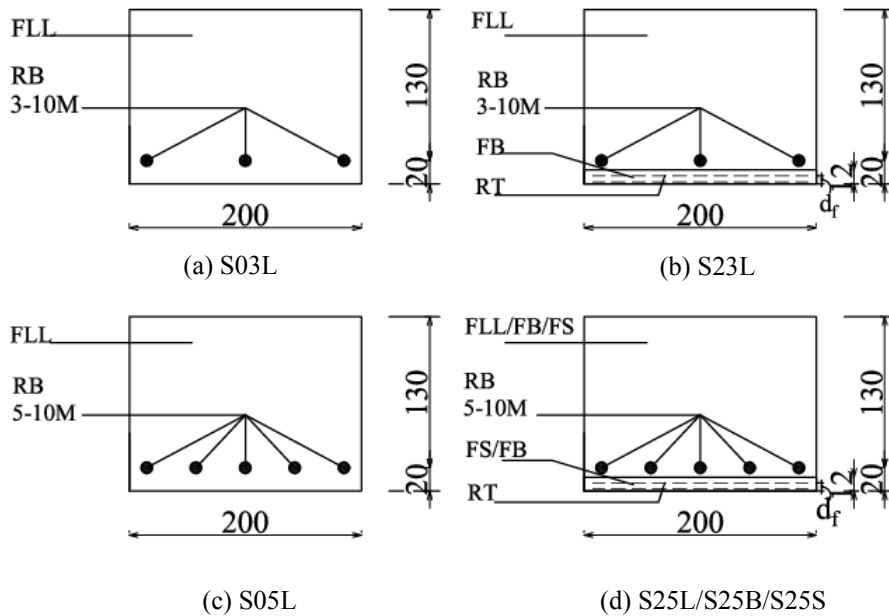 FLL
RB
3-10M
130
20
200
(a) S03L
FLL
RB
3-10M
FB
RT
130
2
20
df
200
(b) S23L
FLL
RB
5-10M
130
20
200
(c) S05L
FLL/FB/FS
RB
5-10M
FS/FB
RT
130
2
20
df
200
(d) S25L/S25B/S25S